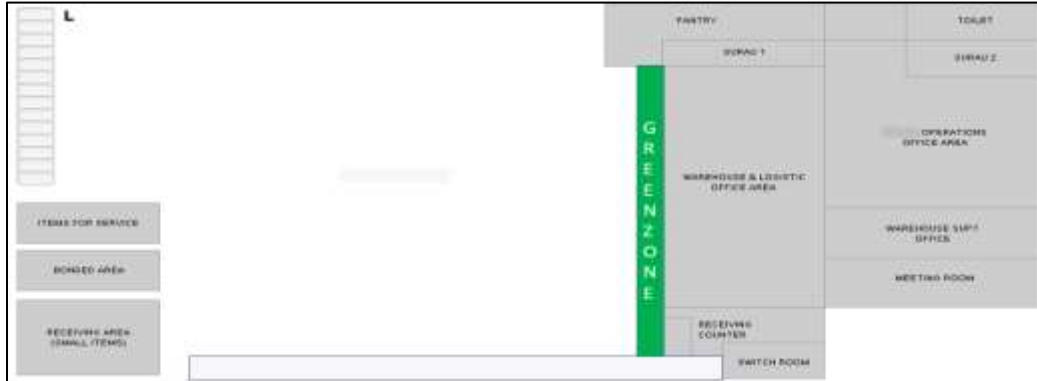 L
PANTRY
TOILET
SURAU 1
SURAU 2
GREENZONE
OPERATIONS
OFFICE AREA
WAREHOUSE & LOGISTIC
OFFICE AREA
ITEMS FOR SERVICE
WAREHOUSE SUPT
OFFICE
BONDED AREA
MEETING ROOM
RECEIVING AREA
(SMALL ITEMS)
RECEIVING
COUNTER
SWITCH ROOM